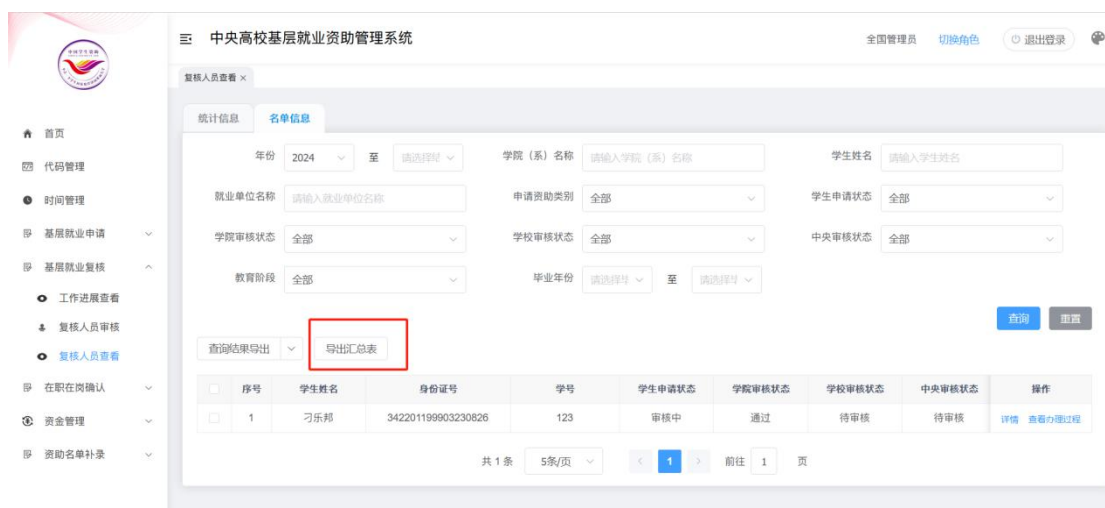 中央高校基层就业资助管理系统
全国管理员 切换角色 退出登录
复核人员查看 ×
统计信息 名单信息
首页
代码管理
时间管理
基层就业申请
基层就业复核
工作进展查看
复核人员审核
复核人员查看
在职在岗确认
资金管理
资助名单补录
年份 2024 至 学院（系）名称 请输入学院（系）名称 学生姓名 请输入学生姓名
就业单位名称 请输入就业单位名称 申请资助类别 全部 学生申请状态 全部
学院审核状态 全部 学校审核状态 全部 中央审核状态 全部
教育阶段 全部 毕业年份 至
查询 重置
查询结果导出 导出汇总表
序号 学生姓名 身份证号 学号 学生申请状态 学院审核状态 学校审核状态 中央审核状态 操作
1 刁乐邦 342201199903230826 123 审核中 通过 待审核 待审核 详情 查看办理过程
共 1 条 5条/页 < 1 > 前往 1 页